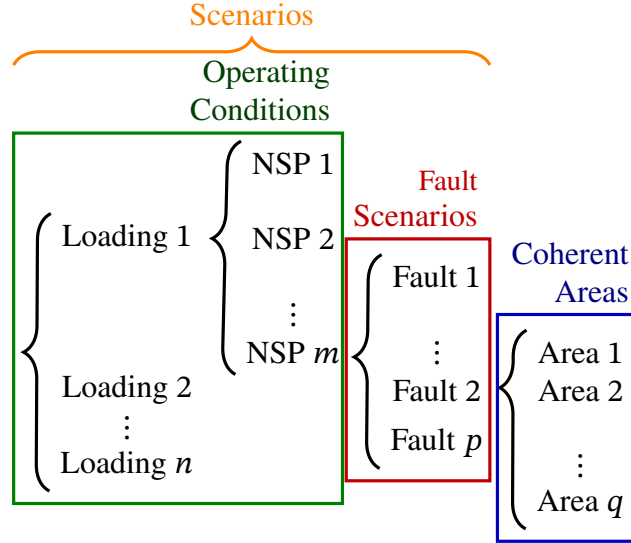 Scenarios
Operating
Conditions
Loading 1
Loading 2
⋮
Loading n
NSP 1
NSP 2
⋮
NSP m
Fault
Scenarios
Fault 1
⋮
Fault 2
Fault p
Coherent
Areas
Area 1
Area 2
⋮
Area q